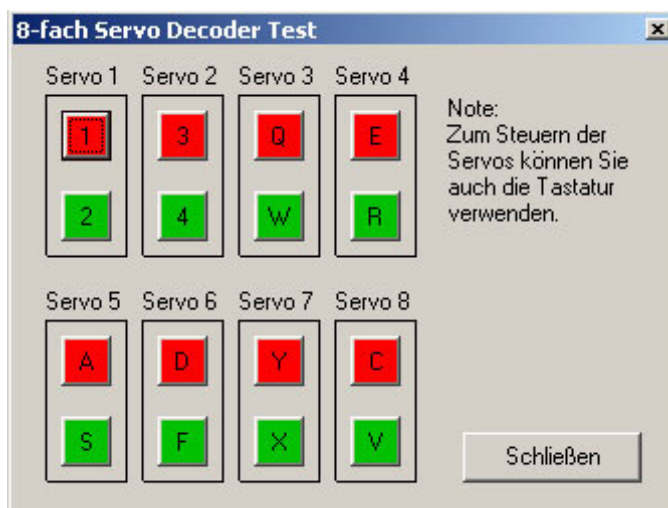 8-fach Servo Decoder Test
Servo 1 Servo 2 Servo 3 Servo 4
1 3 Q E
2 4 W R
Note:
Zum Steuern der
Servos können Sie
auch die Tastatur
verwenden.
Servo 5 Servo 6 Servo 7 Servo 8
A D Y C
S F X V
Schließen